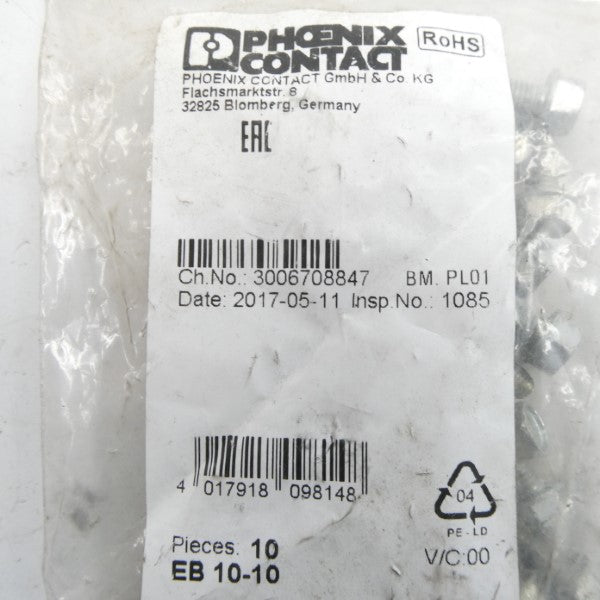 PHOENIX
CONTACT
RoHS
PHOENIX CONTACT GmbH & Co. KG
Flachsmarktstr. 8
32825 Blomberg, Germany
EAC
Ch.No.: 3006708847 BM. PL01
Date: 2017-05-11 Insp.No.: 1085
4 017918 098148
04
PE-LD
Pieces: 10
V/C:00
EB 10-10